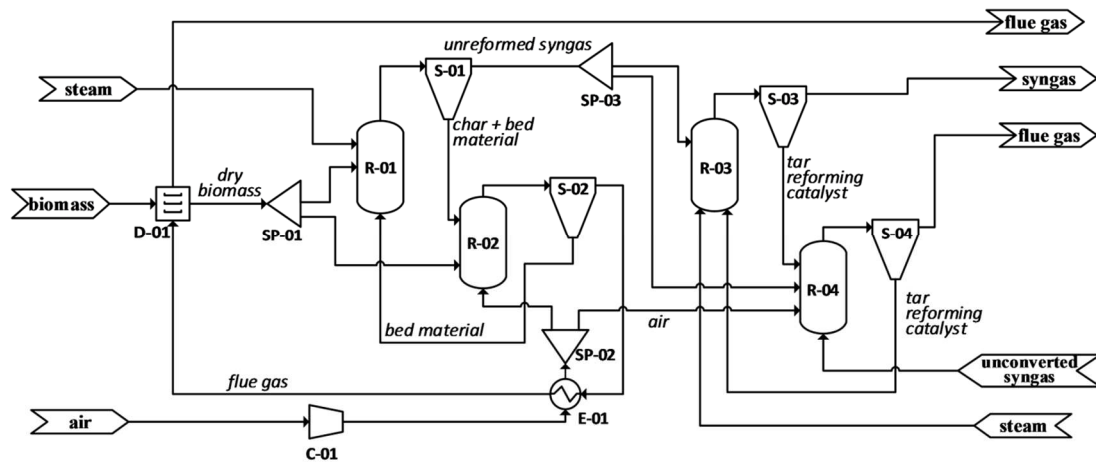 flue gas
unreformed syngas
S-01
SP-03
S-03
syngas
steam
char + bed
material
R-01
R-03
flue gas
tar
reforming
catalyst
dry
biomass
biomass
D-01
SP-01
S-02
R-02
S-04
R-04
tar
reforming
catalyst
bed material
air
SP-02
unconverted
syngas
flue gas
E-01
air
C-01
steam